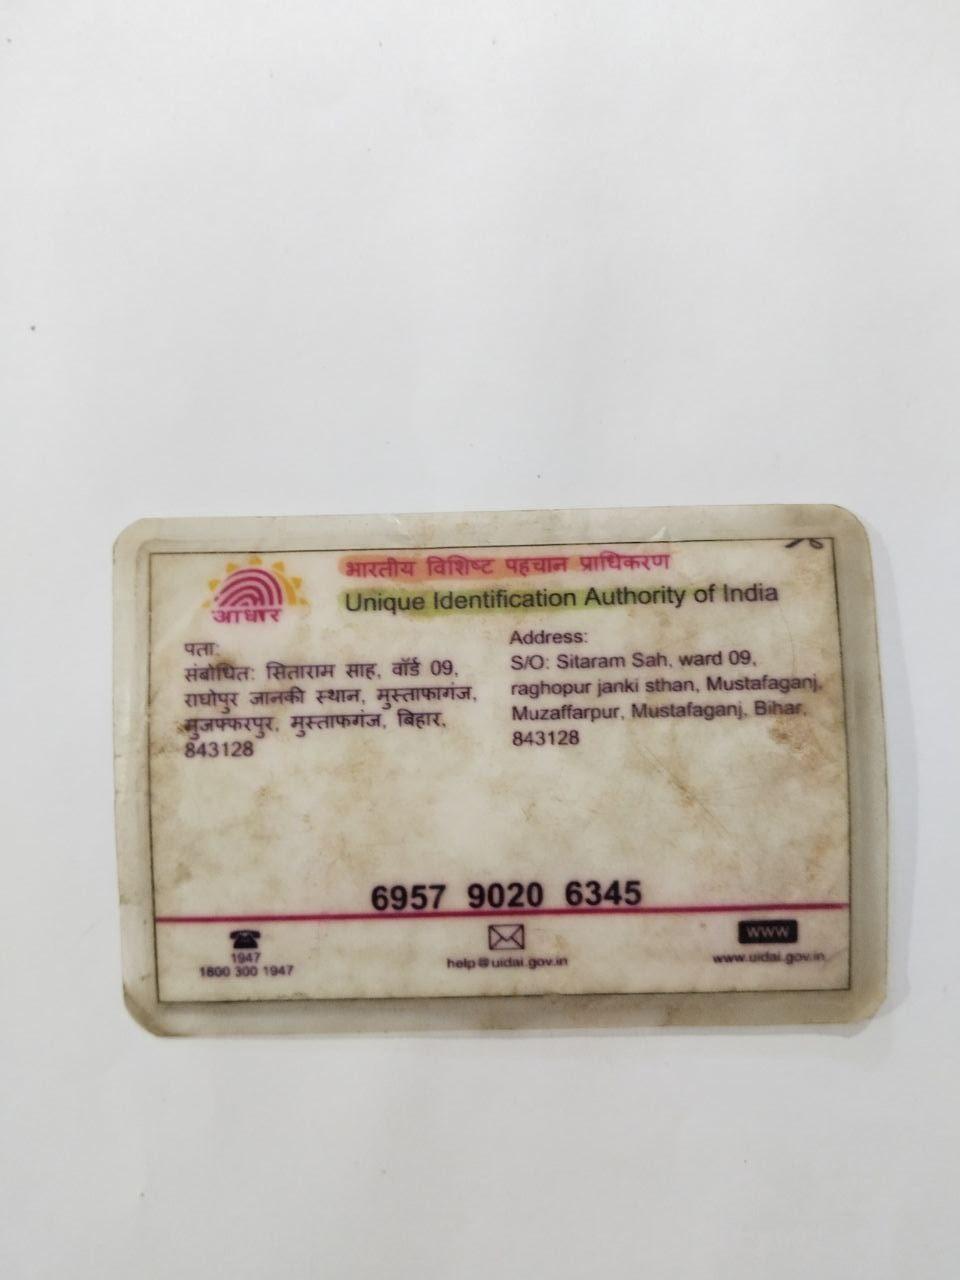 आधार
भारतीय विशिष्ट पहचान प्राधिकरण
Unique Identification Authority of India
पता:
संबोधित: सिताराम साह, वॉर्ड 09,
राघोपुर जानकी स्थान, मुस्ताफागंज,
मुजफ्फरपुर, मुस्ताफगंज, बिहार,
843128
Address:
S/O: Sitaram Sah, ward 09,
raghopur janki sthan, Mustafaganj,
Muzaffarpur, Mustafaganj, Bihar,
843128
6957 9020 6345
1947
1800 300 1947
help@uidai.gov.in
WWW
www.uidai.gov.in